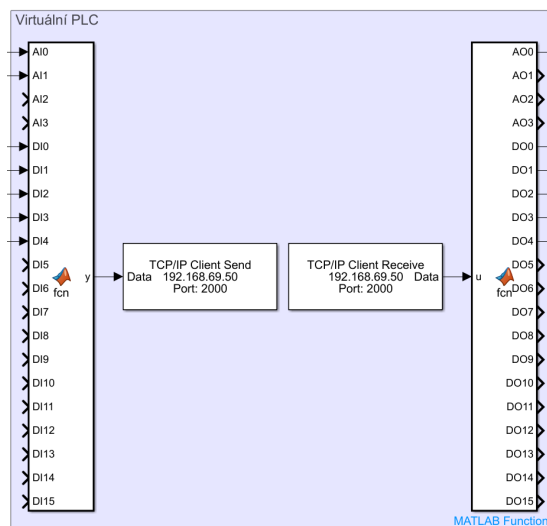 Virtuální PLC
AI0
AI1
AI2
AI3
DI0
DI1
DI2
DI3
DI4
DI5
DI6
DI7
DI8
DI9
DI10
DI11
DI12
DI13
DI14
DI15
fcn
y
TCP/IP Client Send
Data 192.168.69.50
Port: 2000
TCP/IP Client Receive
192.168.69.50 Data
Port: 2000
u
fcn
AO0
AO1
AO2
AO3
DO0
DO1
DO2
DO3
DO4
DO5
DO6
DO7
DO8
DO9
DO10
DO11
DO12
DO13
DO14
DO15
MATLAB Function